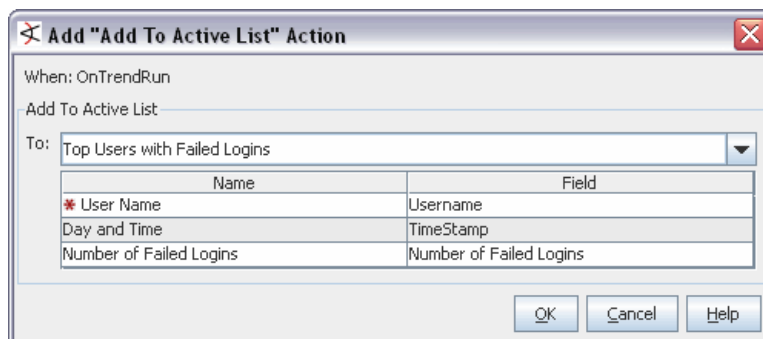 Add "Add To Active List" Action
When: OnTrendRun
Add To Active List
To: Top Users with Failed Logins
Name Field
* User Name Username
Day and Time TimeStamp
Number of Failed Logins Number of Failed Logins
OK Cancel Help